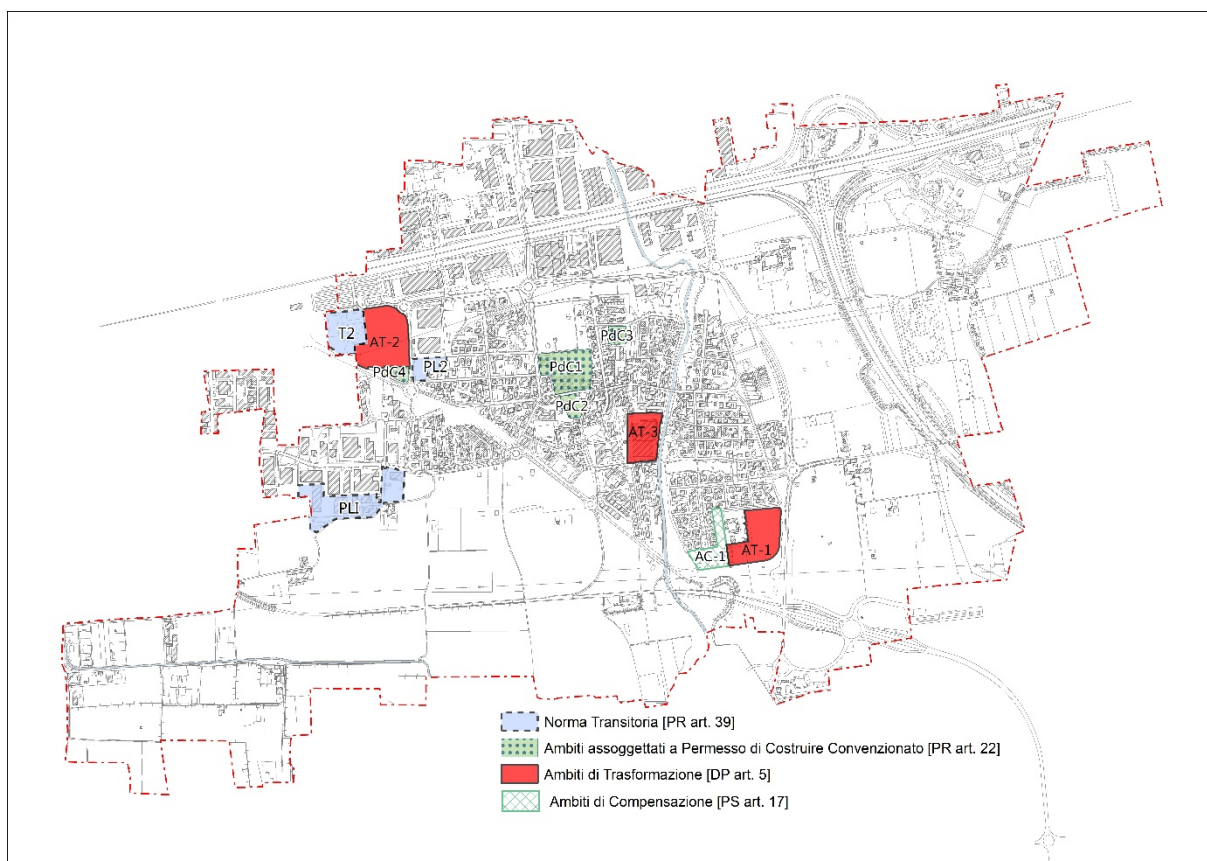 PdC3
T2
AT-2
PL2
PdC4
PdC1
PdC2
AT-3
PLI
AC-1
AT-1
Norma Transitoria [PR art. 39]
Ambiti assoggettati a Permesso di Costruire Convenzionato [PR art. 22]
Ambiti di Trasformazione [DP art. 5]
Ambiti di Compensazione [PS art. 17]